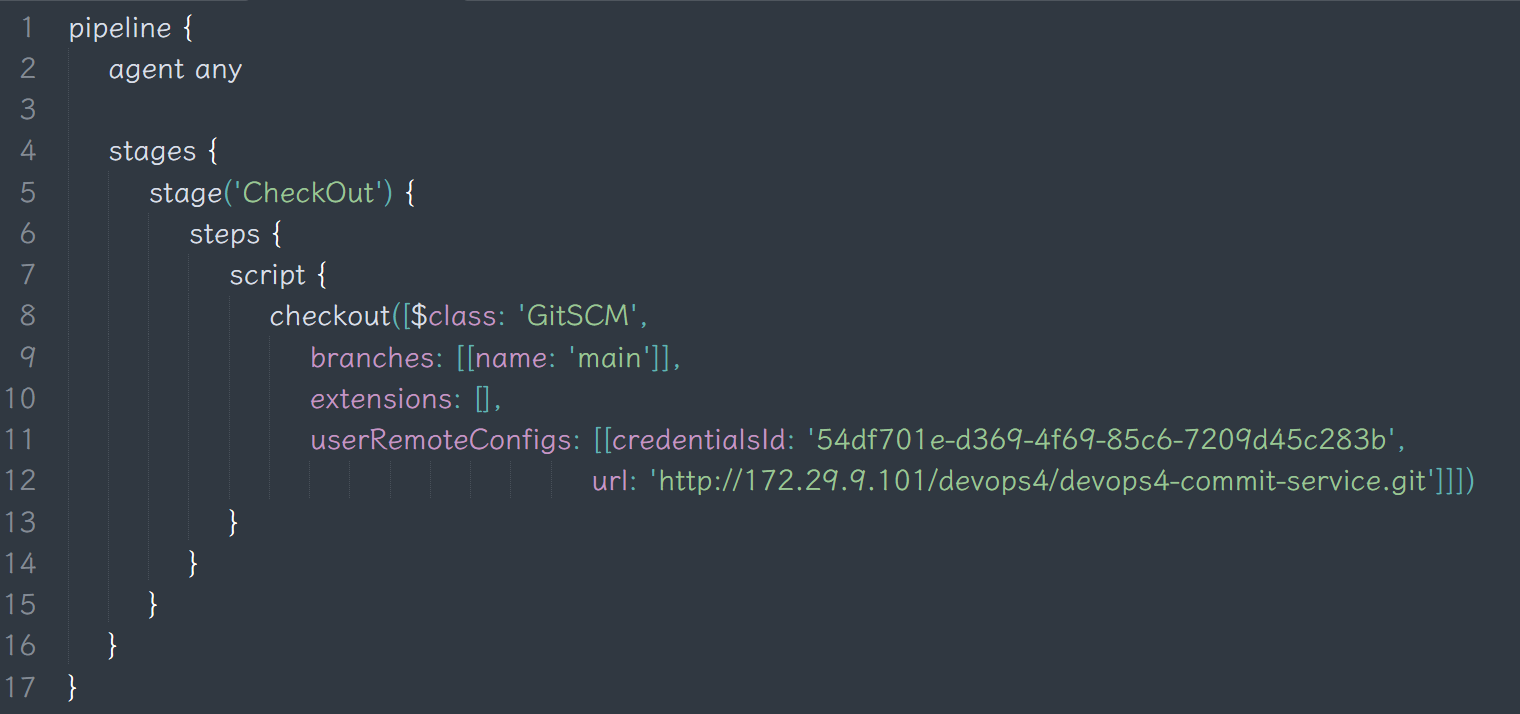 1 pipeline {
2 agent any
3
4 stages {
5 stage('CheckOut') {
6 steps {
7 script {
8 checkout([$class: 'GitSCM',
9 branches: [[name: 'main']],
10 extensions: [],
11 userRemoteConfigs: [[credentialsId: '54df701e-d369-4f69-85c6-7209d45c283b',
12 url: 'http://172.29.9.101/devops4/devops4-commit-service.git']]])
13 }
14 }
15 }
16 }
17 }